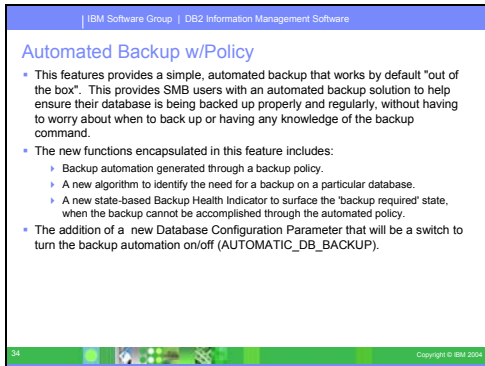 IBM Software Group | DB2 Information Management Software
Automated Backup w/Policy
This features provides a simple, automated backup that works by default "out of
the box". This provides SMB users with an automated backup solution to help
ensure their database is being backed up properly and regularly, without having
to worry about when to back up or having any knowledge of the backup
command.
The new functions encapsulated in this feature includes:
Backup automation generated through a backup policy.
A new algorithm to identify the need for a backup on a particular database.
A new state-based Backup Health Indicator to surface the 'backup required' state,
when the backup cannot be accomplished through the automated policy.
The addition of a new Database Configuration Parameter that will be a switch to
turn the backup automation on/off (AUTOMATIC_DB_BACKUP).
34
Copyright © IBM 2004